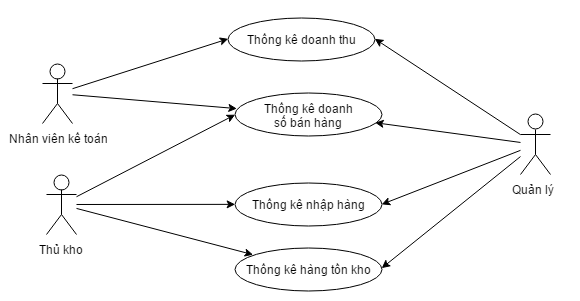 Thống kê doanh thu
Nhân viên kế toán
Thống kê doanh
số bán hàng
Quản lý
Thủ kho
Thống kê nhập hàng
Thống kê hàng tồn kho